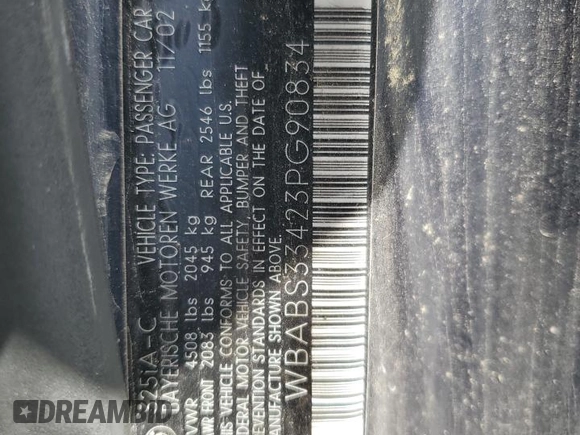 325iA-C VEHICLE TYPE: PASSENGER CAR
BAYERISCHE MOTOREN WERKE AG 11/02
GVWR 4508 lbs 2045 kg
FRONT 2083 lbs 945 kg REAR 2546 lbs 1155 kg
THIS VEHICLE CONFORMS TO ALL APPLICABLE U.S.
FEDERAL MOTOR VEHICLE SAFETY, BUMPER AND THEFT
PREVENTION STANDARDS IN EFFECT ON THE DATE OF
MANUFACTURE SHOWN ABOVE.
WBABS33423PG90834
DREAMBID